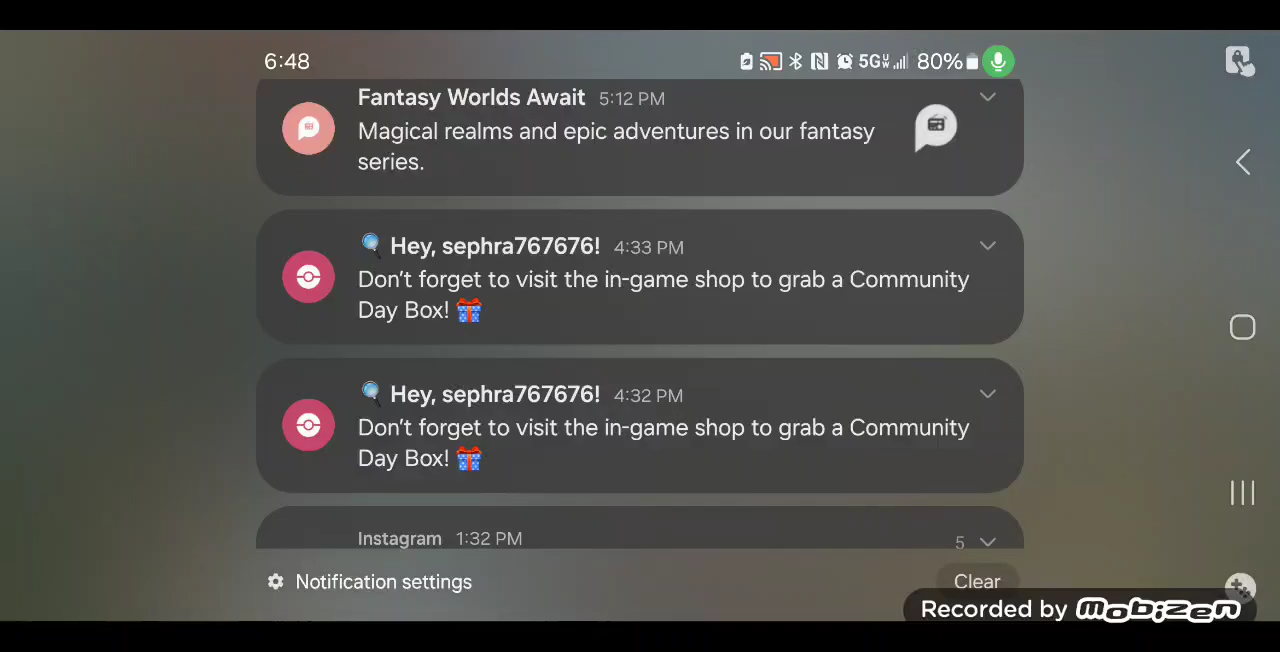 6:48
5G UW 80%
Fantasy Worlds Await 5:12 PM
Magical realms and epic adventures in our fantasy
series.
Hey, sephra767676! 4:33 PM
Don't forget to visit the in-game shop to grab a Community
Day Box!
Hey, sephra767676! 4:32 PM
Don't forget to visit the in-game shop to grab a Community
Day Box!
Instagram 1:32 PM 5
Notification settings
Clear
Recorded by Mobizen